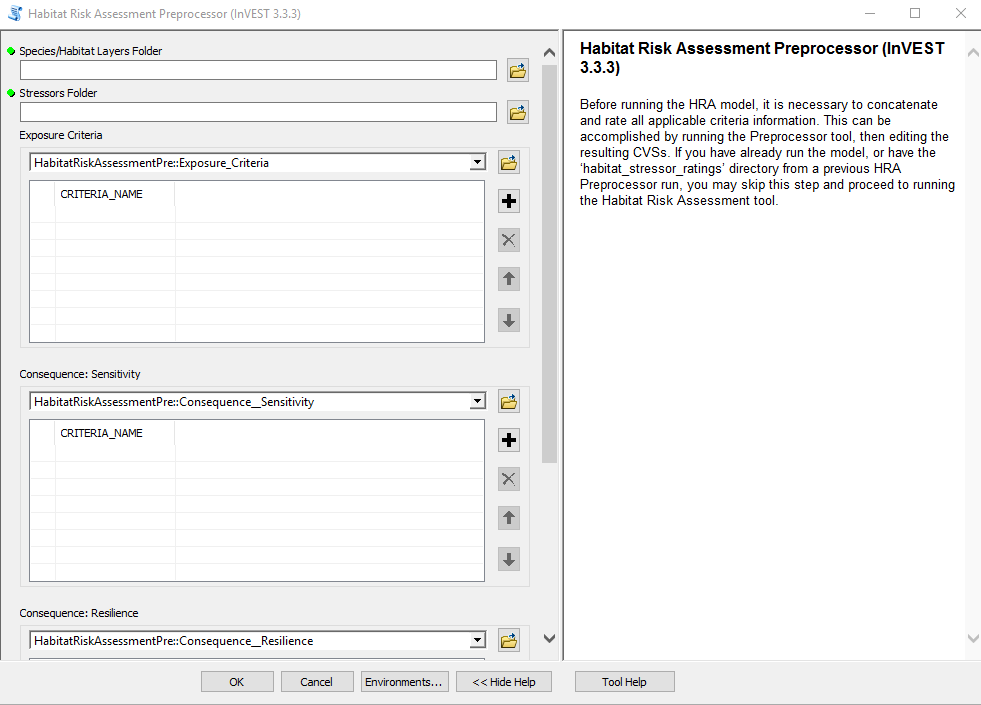 Habitat Risk Assessment Preprocessor (InVEST 3.3.3)
Species/Habitat Layers Folder
Stressors Folder
Exposure Criteria
HabitatRiskAssessmentPre::Exposure_Criteria
CRITERIA_NAME
Consequence: Sensitivity
HabitatRiskAssessmentPre::Consequence__Sensitivity
CRITERIA_NAME
Consequence: Resilience
HabitatRiskAssessmentPre::Consequence__Resilience
Habitat Risk Assessment Preprocessor (InVEST
3.3.3)
Before running the HRA model, it is necessary to concatenate
and rate all applicable criteria information. This can be
accomplished by running the Preprocessor tool, then editing the
resulting CVSs. If you have already run the model, or have the
‘habitat_stressor_ratings’ directory from a previous HRA
Preprocessor run, you may skip this step and proceed to running
the Habitat Risk Assessment tool.
OK
Cancel
Environments...
<< Hide Help
Tool Help